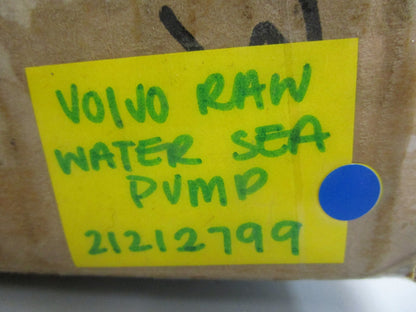 VOLVO RAW
WATER SEA
PUMP
21212799